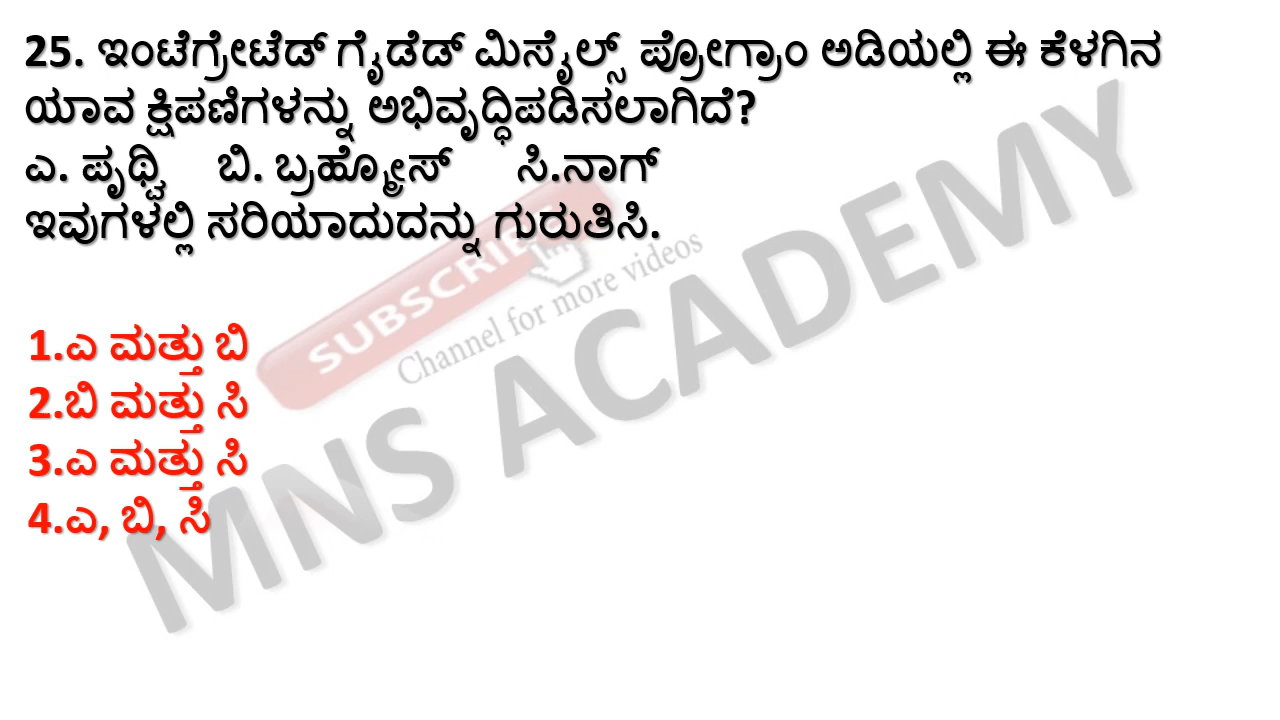 25. ಇಂಟೆಗ್ರೇಟೆಡ್ ಗೈಡೆಡ್ ಮಿಸೈಲ್ಸ್ ಪ್ರೋಗ್ರಾಂ ಅಡಿಯಲ್ಲಿ ಈ ಕೆಳಗಿನ
ಯಾವ ಕ್ಷಿಪಣಿಗಳನ್ನು ಅಭಿವೃದ್ಧಿಪಡಿಸಲಾಗಿದೆ?
ಎ. ಪೃಥ್ವಿ ಬಿ. ಬ್ರಹ್ಮೋಸ್ ಸಿ.ನಾಗ್
ಇವುಗಳಲ್ಲಿ ಸರಿಯಾದುದನ್ನು ಗುರುತಿಸಿ.
1.ಎ ಮತ್ತು ಬಿ
2.ಬಿ ಮತ್ತು ಸಿ
3.ಎ ಮತ್ತು ಸಿ
4.ಎ, ಬಿ, ಸಿ
SUBSCRIBE
Channel for more videos
MNS ACADEMY